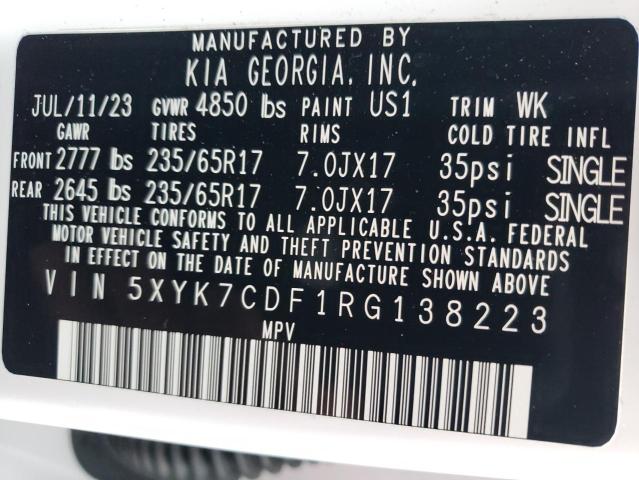 MANUFACTURED BY
KIA GEORGIA, INC.
JUL/11/23 GVWR 4850 lbs PAINT US1 TRIM WK
GAWR TIRES RIMS COLD TIRE INFL
FRONT 2777 lbs 235/65R17 7.0JX17 35psi SINGLE
REAR 2645 lbs 235/65R17 7.0JX17 35psi SINGLE
THIS VEHICLE CONFORMS TO ALL APPLICABLE U.S.A. FEDERAL
MOTOR VEHICLE SAFETY AND THEFT PREVENTION STANDARDS
IN EFFECT ON THE DATE OF MANUFACTURE SHOWN ABOVE
VIN 5XYK7CDF1RG138223
MPV